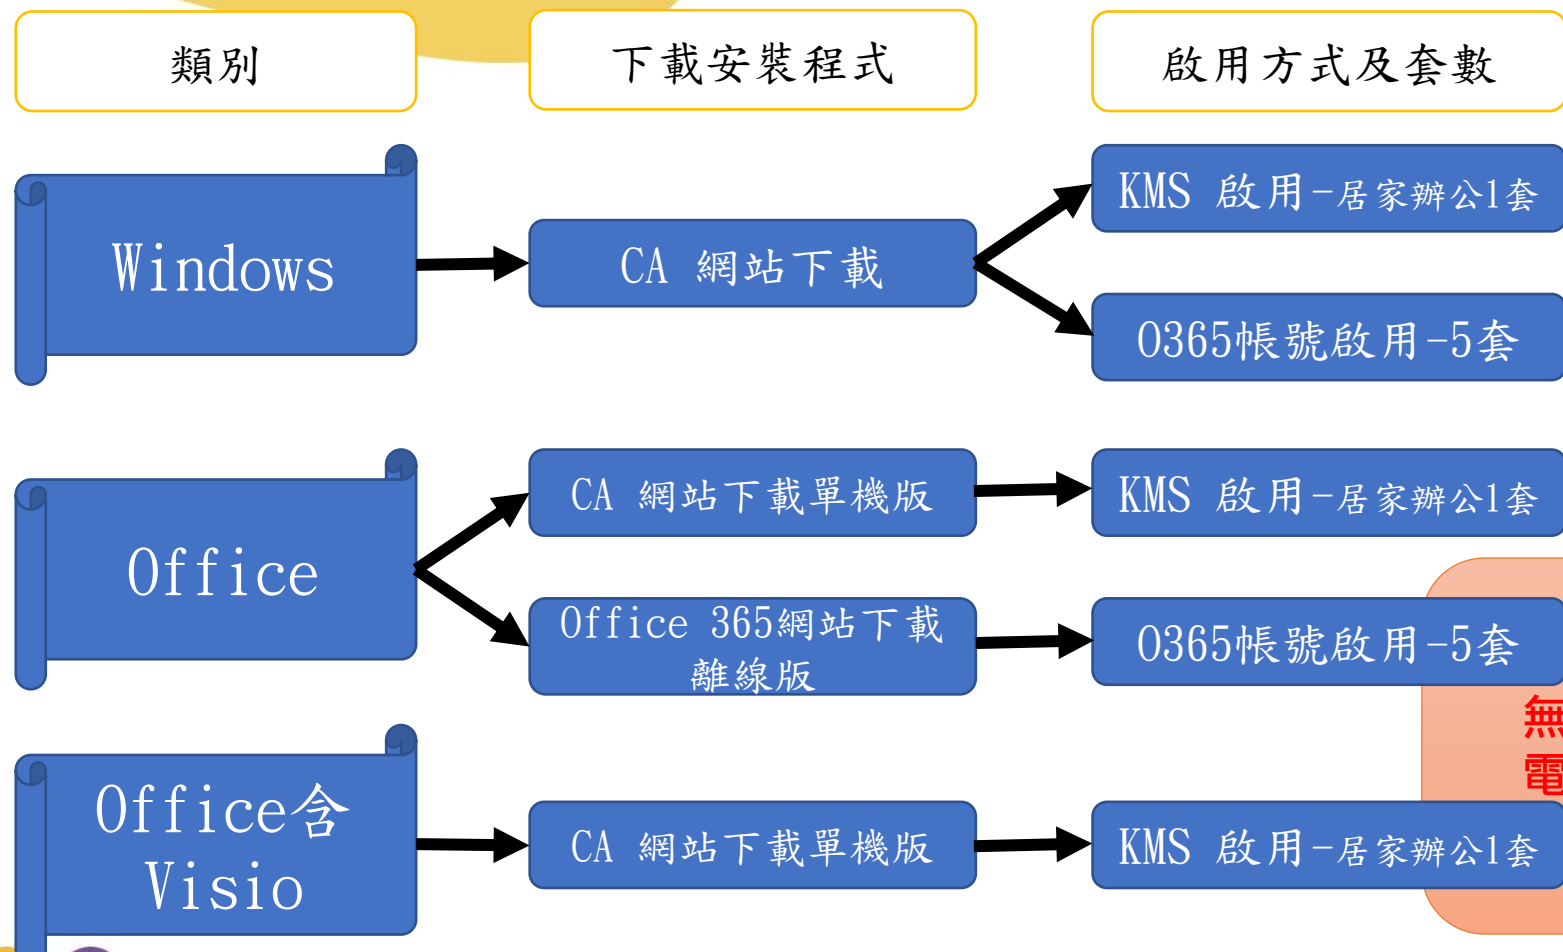 類別
下載安裝程式
啟用方式及套數
Windows
CA 網站下載
KMS 啟用-居家辦公1套
O365帳號啟用-5套
Office
CA 網站下載單機版
KMS 啟用-居家辦公1套
Office 365網站下載
離線版
O365帳號啟用-5套
無
電
Office含
Visio
CA 網站下載單機版
KMS 啟用-居家辦公1套